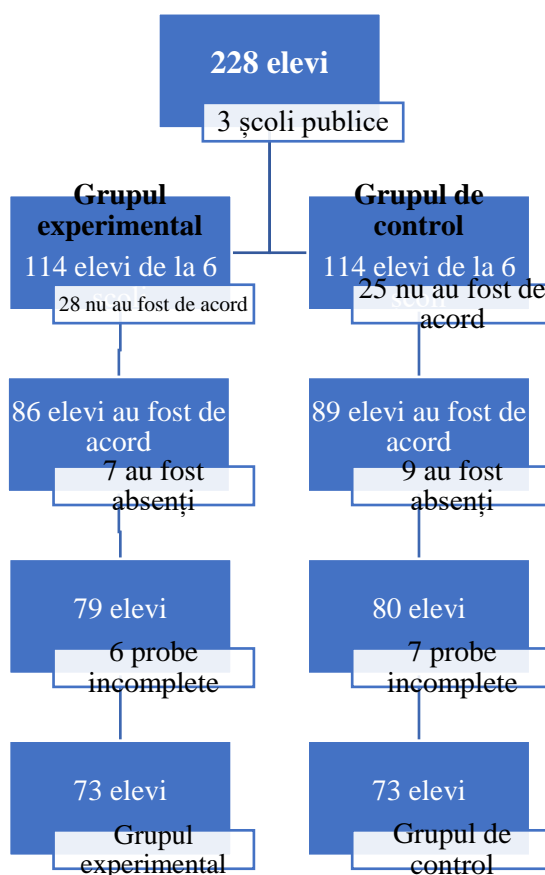 228 elevi
3 școli publice
Grupul
experimental
114 elevi de la 6
28 nu au fost de acord
Grupul de
control
114 elevi de la 6
25 nu au fost de
acord
86 elevi au fost de
acord
7 au fost
absenți
89 elevi au fost de
acord
9 au fost
absenți
79 elevi
6 probe
incomplete
80 elevi
7 probe
incomplete
73 elevi
Grupul
experimental
73 elevi
Grupul de
control